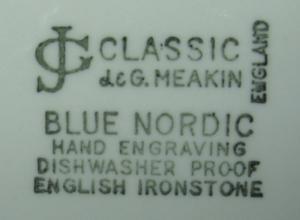 JG CLASSIC
J&G. MEAKIN
ENGLAND
BLUE NORDIC
HAND ENGRAVING
DISHWASHER PROOF
ENGLISH IRONSTONE